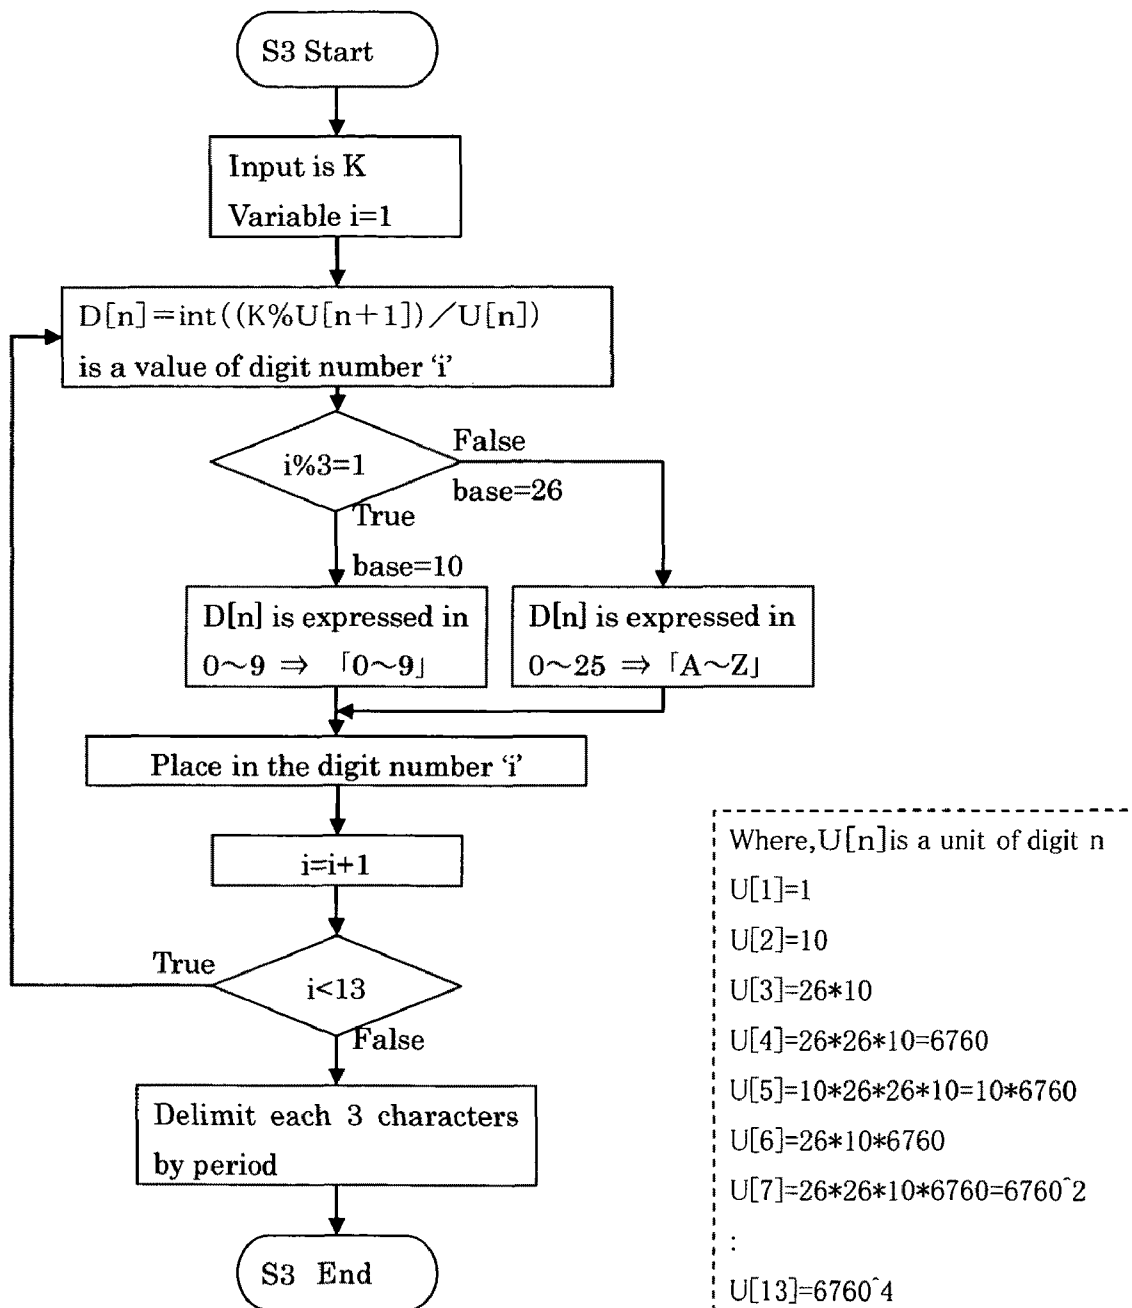 S3 Start
Input is K
Variable i=1
D[n]=int((K%U[n+1])／U[n])
is a value of digit number ‘i’
i%3=1
False
base=26
True
base=10
D[n] is expressed in
0～9 ⇒ 「0～9」
D[n] is expressed in
0～25 ⇒ 「A～Z」
Place in the digit number ‘i’
i=i+1
i<13
True
False
Delimit each 3 characters
by period
S3 End
Where,U[n]is a unit of digit n
U[1]=1
U[2]=10
U[3]=26*10
U[4]=26*26*10=6760
U[5]=10*26*26*10=10*6760
U[6]=26*10*6760
U[7]=26*26*10*6760=6760^2
:
U[13]=6760^4